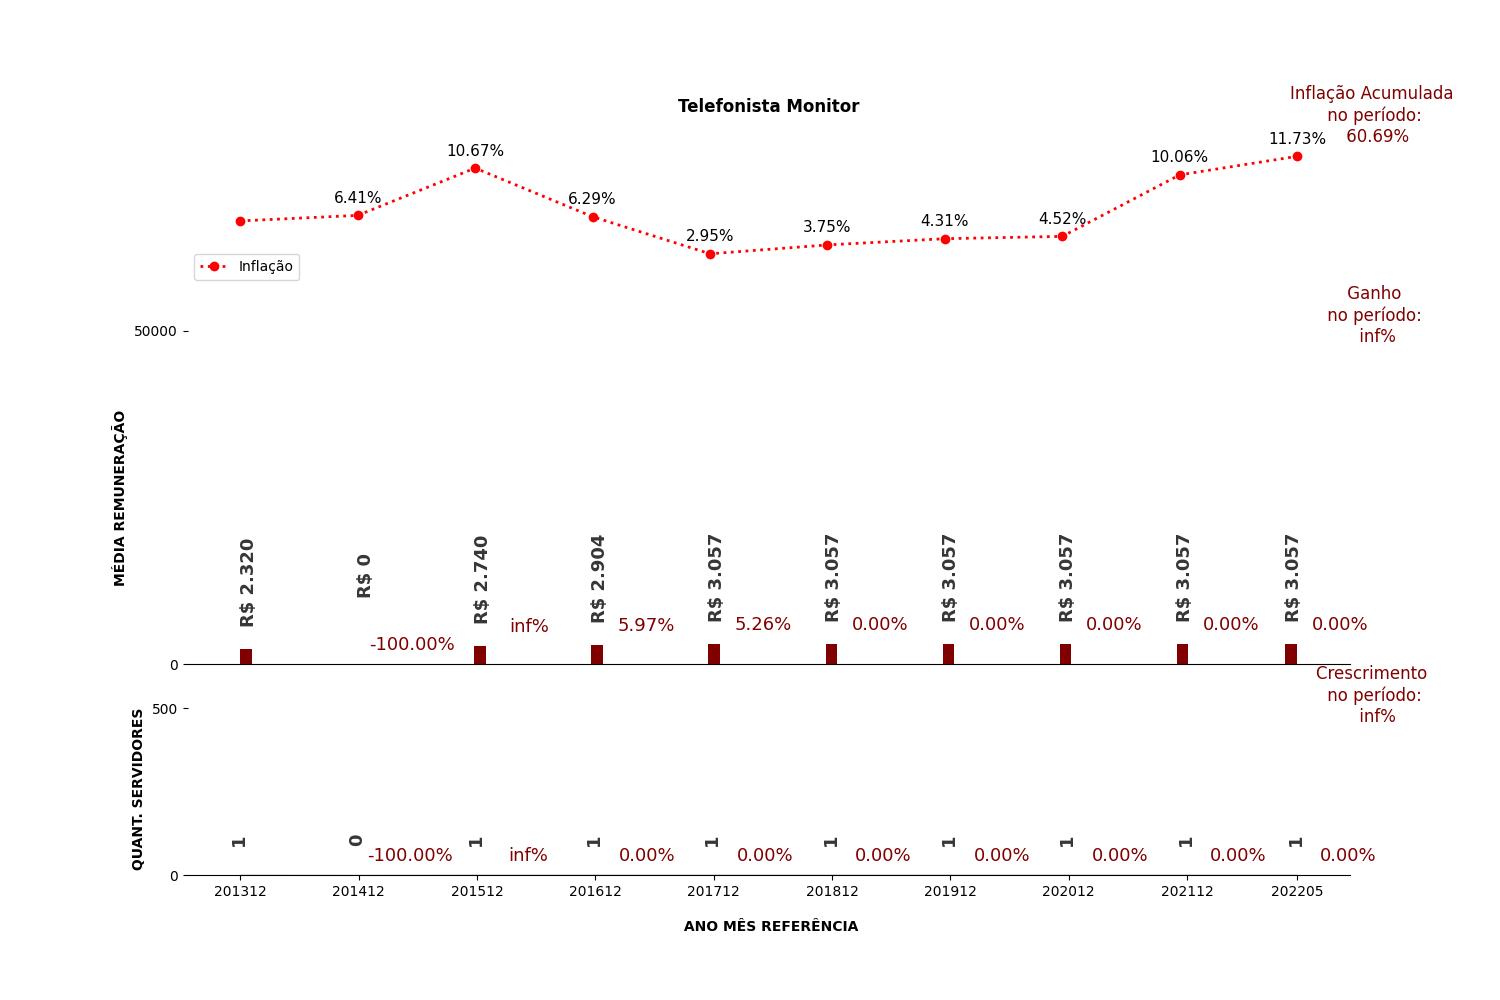 Telefonista Monitor
Inflação Acumulada
no período:
60.69%
6.41%
10.67%
6.29%
2.95%
3.75%
4.31%
4.52%
10.06%
11.73%
Inflação
Ganho
no período:
inf%
50000
0
MÉDIA REMUNERAÇÃO
R$ 2.320
R$ 0
R$ 2.740
R$ 2.904
R$ 3.057
R$ 3.057
R$ 3.057
R$ 3.057
R$ 3.057
R$ 3.057
-100.00%
inf%
5.97%
5.26%
0.00%
0.00%
0.00%
0.00%
0.00%
Crescrimento
no período:
inf%
500
0
QUANT. SERVIDORES
1
0
1
1
1
1
1
1
1
1
-100.00%
inf%
0.00%
0.00%
0.00%
0.00%
0.00%
0.00%
0.00%
201312
201412
201512
201612
201712
201812
201912
202012
202112
202205
ANO MÊS REFERÊNCIA